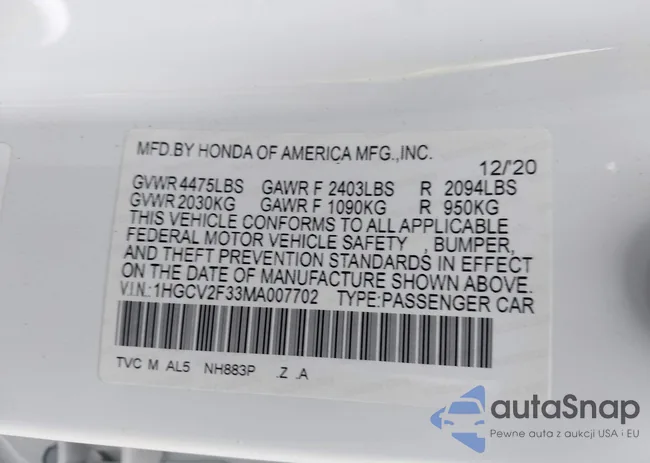 MFD.BY HONDA OF AMERICA MFG.,INC.
12/'20
GVWR 4475LBS GAWR F 2403LBS R 2094LBS
GVWR 2030KG GAWR F 1090KG R 950KG
THIS VEHICLE CONFORMS TO ALL APPLICABLE
FEDERAL MOTOR VEHICLE SAFETY , BUMPER,
AND THEFT PREVENTION STANDARDS IN EFFECT
ON THE DATE OF MANUFACTURE SHOWN ABOVE.
V.I.N.:1HGCV2F33MA007702 TYPE:PASSENGER CAR
TVC M AL5 NH883P .Z .A
autaSnap
Pewne auta z aukcji USA i EU